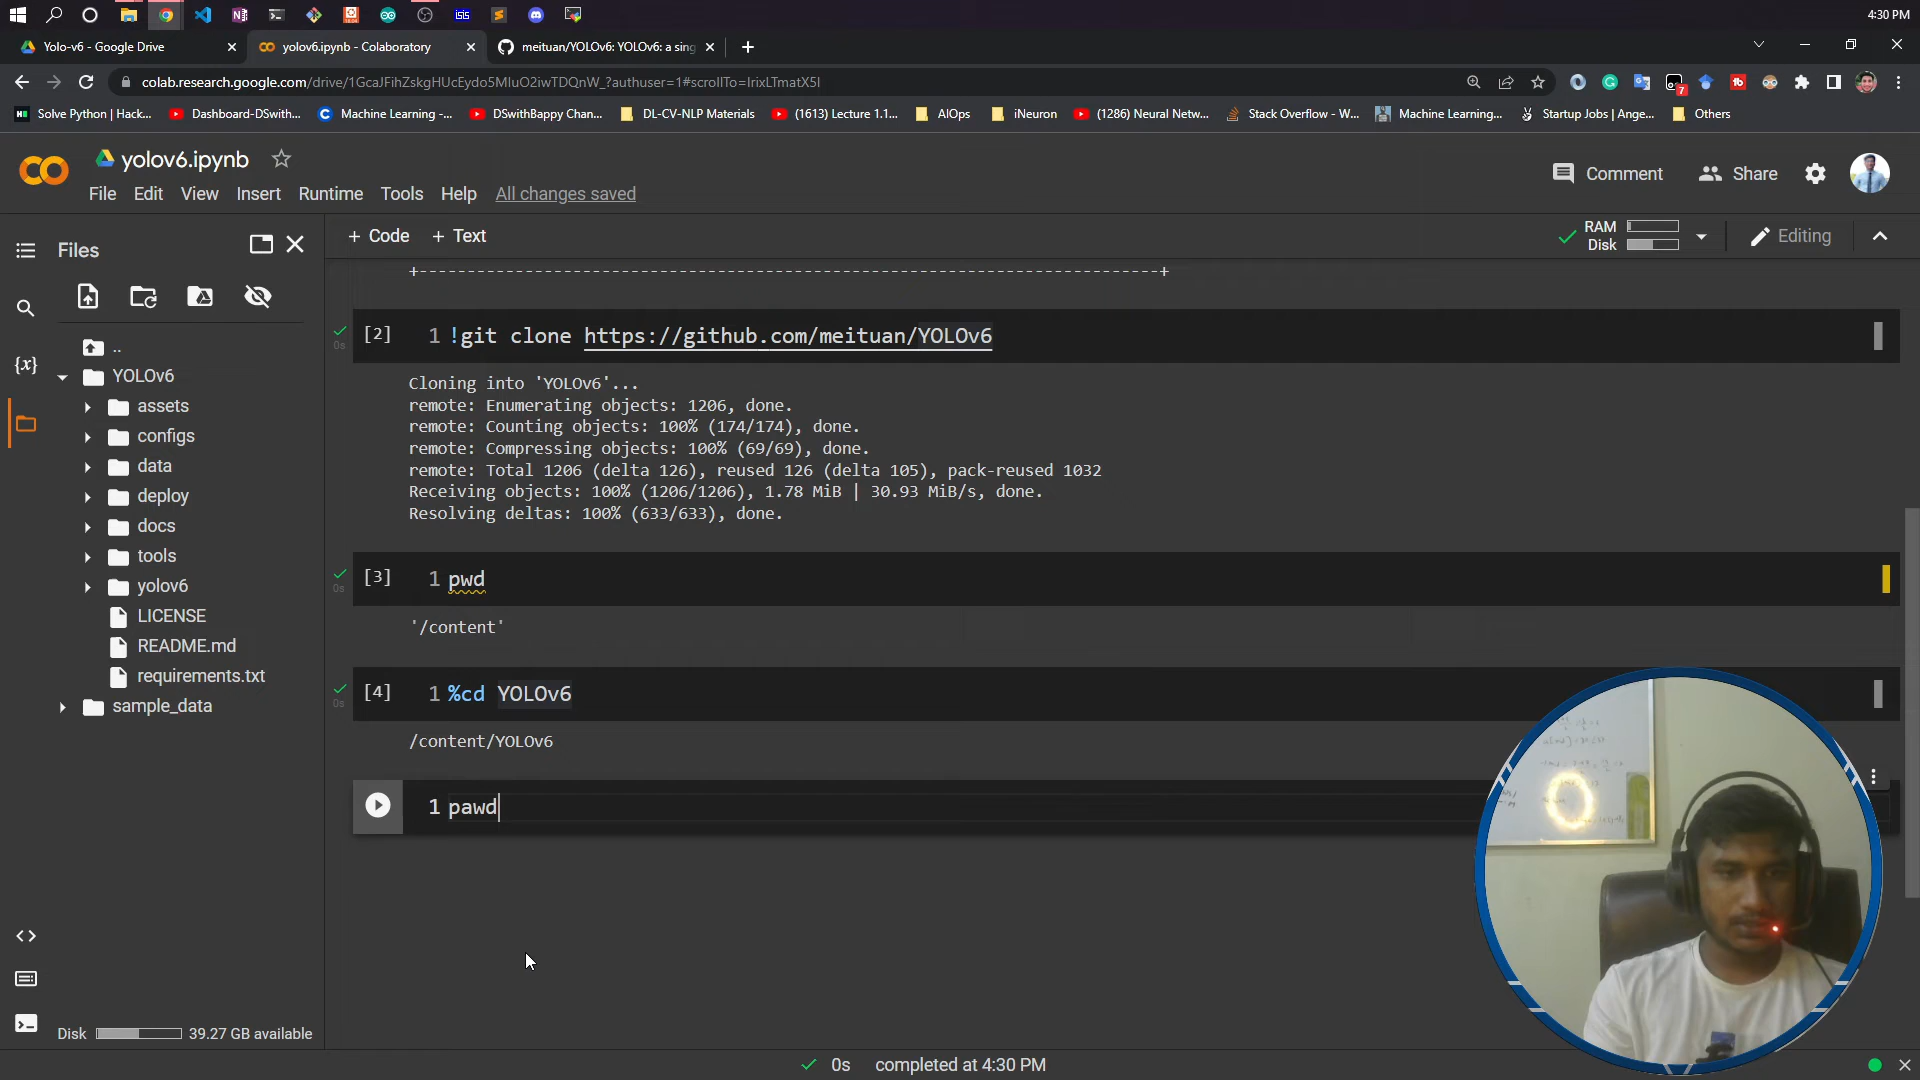 4:30 PM
Yolo-v6 - Google Drive
yolov6.ipynb - Colaboratory
meituan/YOLOv6: YOLOv6: a sing
colab.research.google.com/drive/1GcaJFihZskgHUcEydo5MIuO2iwTDQnW_?authuser=1#scrollTo=IrixLTmatX5I
Solve Python | Hack...
Dashboard-DSwith...
Machine Learning -...
DSwithBappy Chan...
DL-CV-NLP Materials
(1613) Lecture 1.1...
AIOps
iNeuron
(1286) Neural Netw...
Stack Overflow - W...
Machine Learning...
Startup Jobs | Ange...
Others
yolov6.ipynb
Comment
Share
File Edit View Insert Runtime Tools Help All changes saved
Files
+ Code + Text
RAM
Disk
Editing
+-----------------------------------------------------------------------------+
..
YOLOv6
assets
configs
data
deploy
docs
tools
yolov6
LICENSE
README.md
requirements.txt
sample_data
[2] 1 !git clone https://github.com/meituan/YOLOv6
0s
Cloning into 'YOLOv6'...
remote: Enumerating objects: 1206, done.
remote: Counting objects: 100% (174/174), done.
remote: Compressing objects: 100% (69/69), done.
remote: Total 1206 (delta 126), reused 126 (delta 105), pack-reused 1032
Receiving objects: 100% (1206/1206), 1.78 MiB | 30.93 MiB/s, done.
Resolving deltas: 100% (633/633), done.
[3] 1 pwd
0s
'/content'
[4] 1 %cd YOLOv6
0s
/content/YOLOv6
1 pawd
Disk 39.27 GB available
0s completed at 4:30 PM